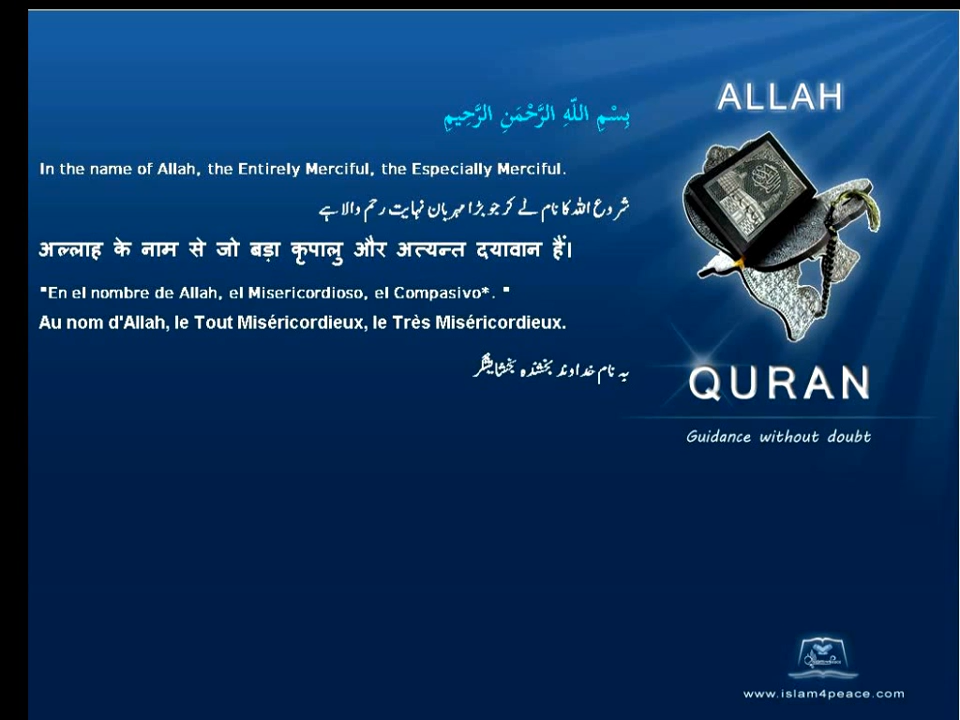 بِسْمِ اللّهِ الرَّحْمَنِ الرَّحِيمِ
In the name of Allah, the Entirely Merciful, the Especially Merciful.
شروع الله کا نام لے کر جو بڑا مہربان نہایت رحم والا ہے
अल्लाह के नाम से जो बड़ा कृपालु और अत्यन्त दयावान हैं।
"En el nombre de Allah, el Misericordioso, el Compasivo*. "
Au nom d'Allah, le Tout Miséricordieux, le Très Miséricordieux.
به نام خداوند بخشنده بخشایشگر
ALLAH
QURAN
Guidance without doubt
www.islam4peace.com